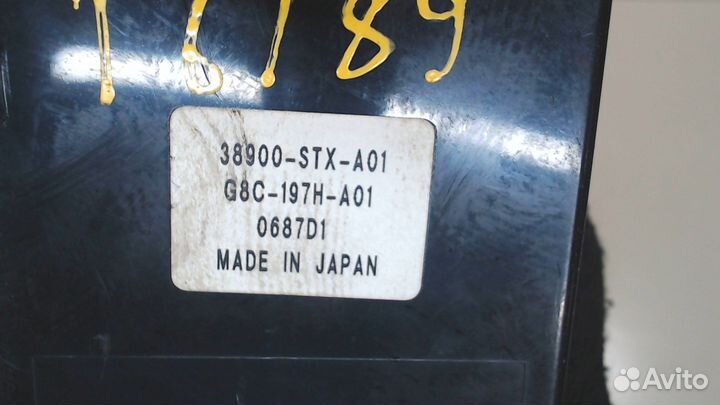 38900-STX-A01
G8C-197H-A01
0687D1
MADE IN JAPAN
Avito